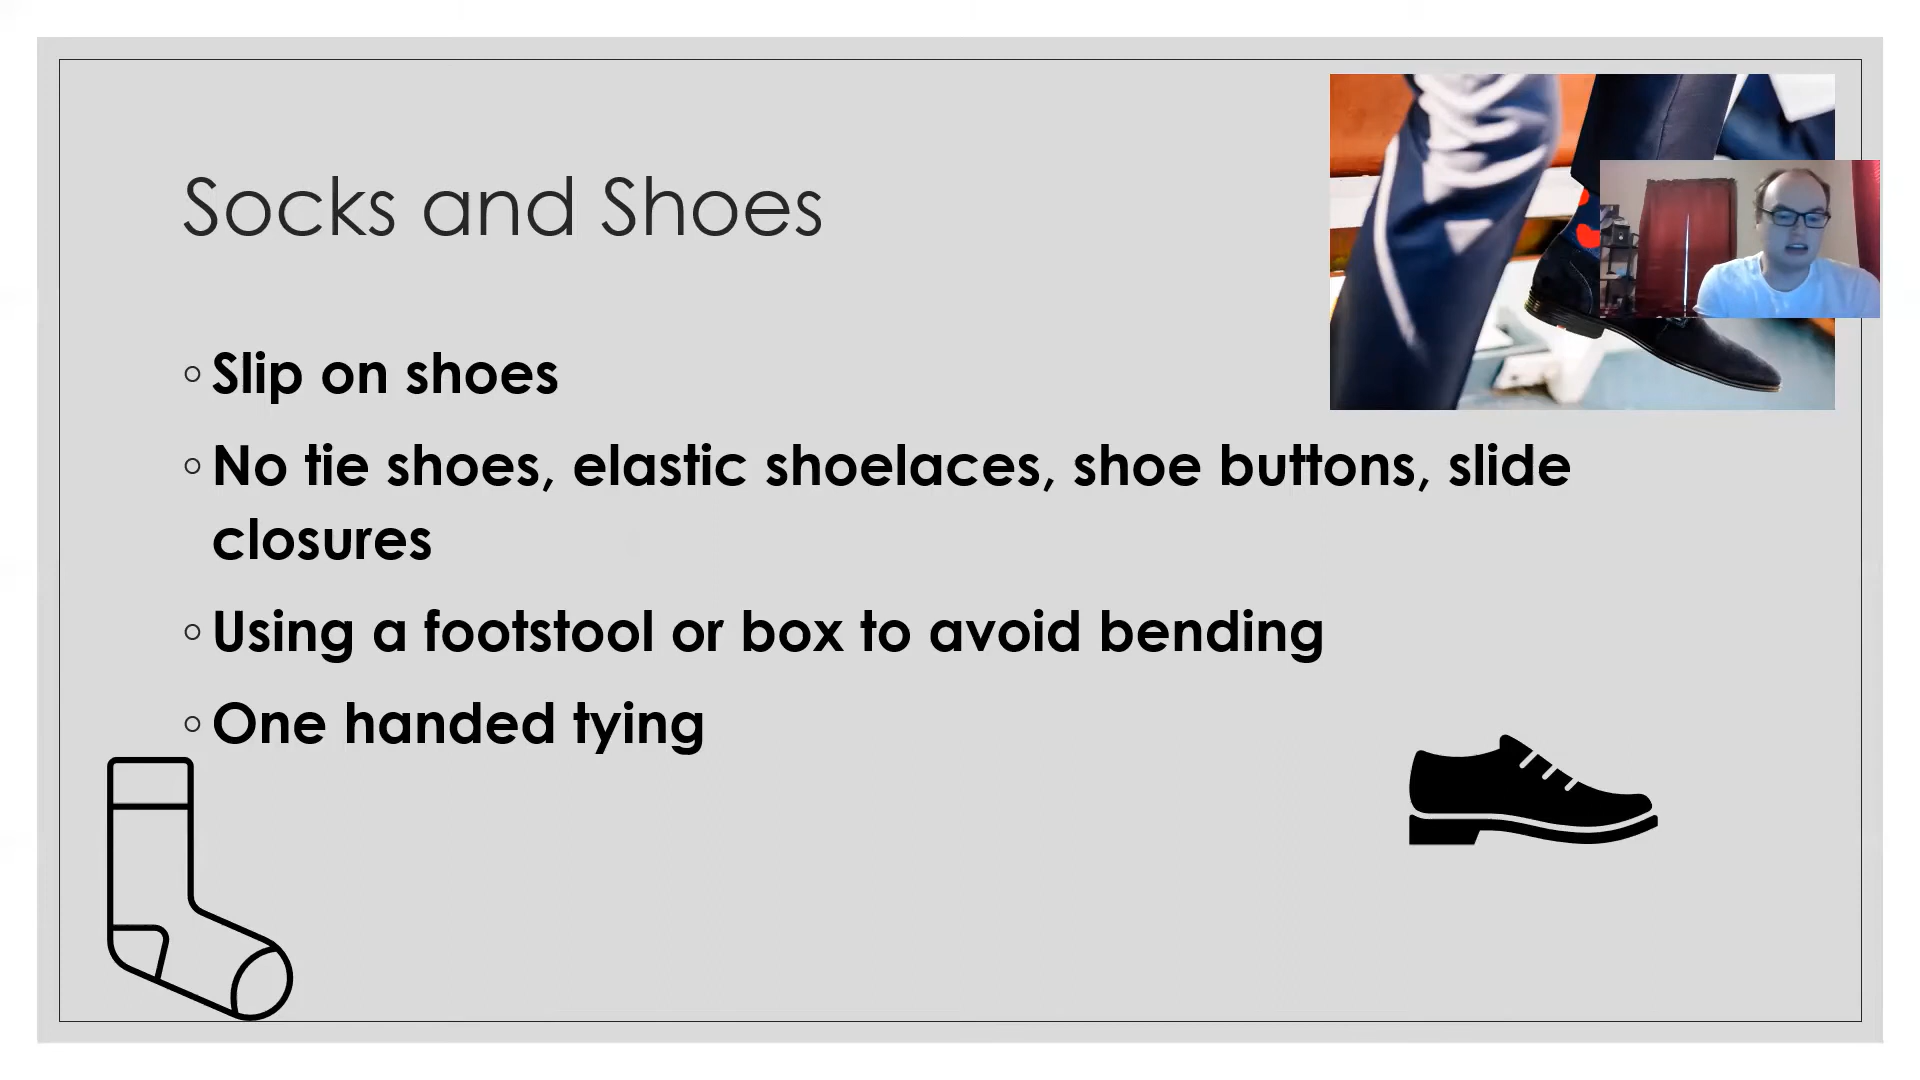 Socks and Shoes
◦ Slip on shoes
◦ No tie shoes, elastic shoelaces, shoe buttons, slide
closures
◦ Using a footstool or box to avoid bending
◦ One handed tying